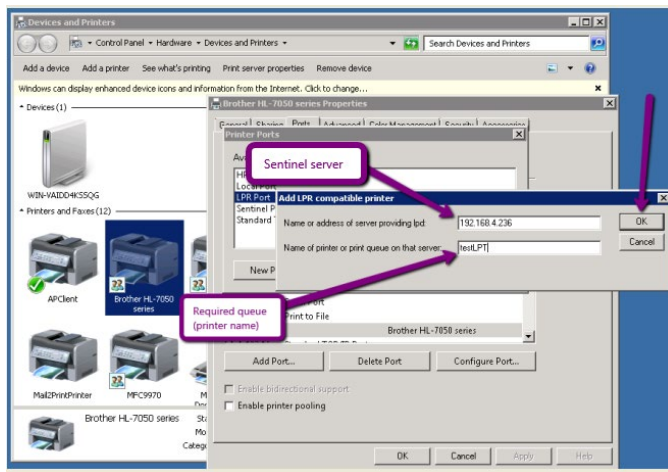 Devices and Printers
Control Panel
Hardware
Devices and Printers
Search Devices and Printers
Add a device
Add a printer
See what's printing
Print server properties
Remove device
Windows can display enhanced device icons and information from the Internet. Click to change...
Devices (1)
WIN-VAIDD4K55QG
Printers and Faxes (12)
APClient
Brother HL-7050
series
Mail2PrintPrinter
MFC9970
Brother HL-7050 series
Brother HL-7050 series Properties
General
Sharing
Ports
Advanced
Color Management
Security
Accessories
Printer Ports
Local Port
LPR Port
Sentinel P
Standard
New P
Sentinel server
Add LPR compatible printer
Name or address of server providing lpd:
192.168.4.236
Name of printer or print queue on that server:
testLPT
OK
Cancel
Required queue
(printer name)
Print to File
Brother HL-7050 series
Add Port...
Delete Port
Configure Port...
Enable bidirectional support
Enable printer pooling
OK
Cancel
Apply
Help